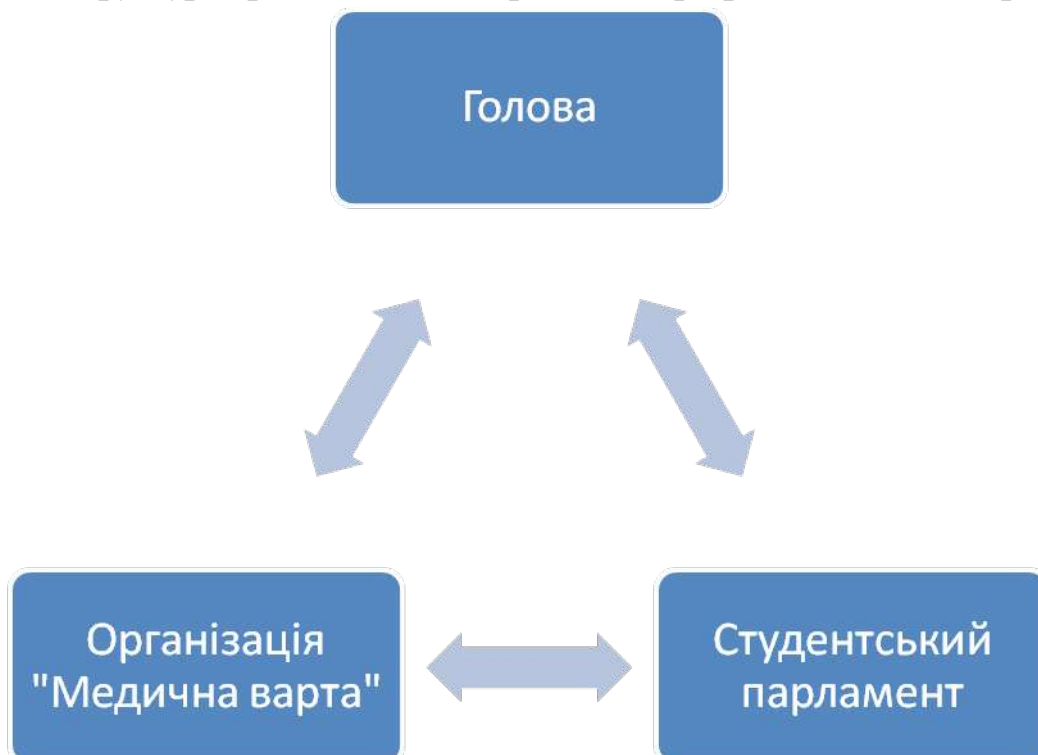 Голова
Організація
"Медична варта"
Студентський
парламент